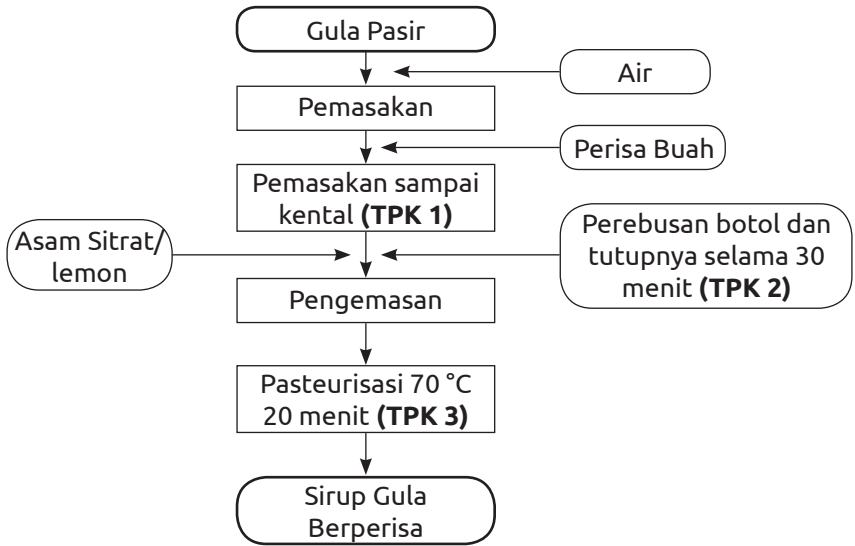 Gula Pasir
Air
Pemasakan
Perisa Buah
Pemasakan sampai
kental (TPK 1)
Asam Sitrat/
lemon
Perebusan botol dan
tutupnya selama 30
menit (TPK 2)
Pengemasan
Pasteurisasi 70 °C
20 menit (TPK 3)
Sirup Gula
Berperisa